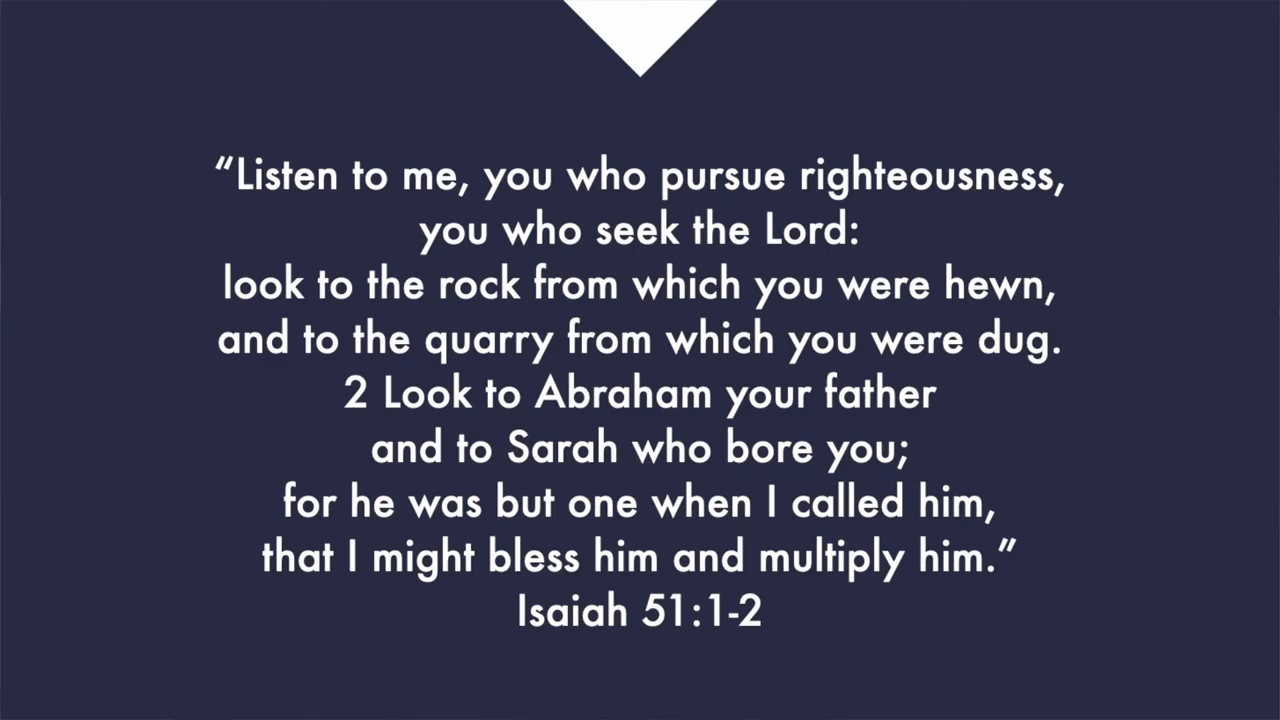 “Listen to me, you who pursue righteousness,
you who seek the Lord:
look to the rock from which you were hewn,
and to the quarry from which you were dug.
2 Look to Abraham your father
and to Sarah who bore you;
for he was but one when I called him,
that I might bless him and multiply him.”
Isaiah 51:1-2